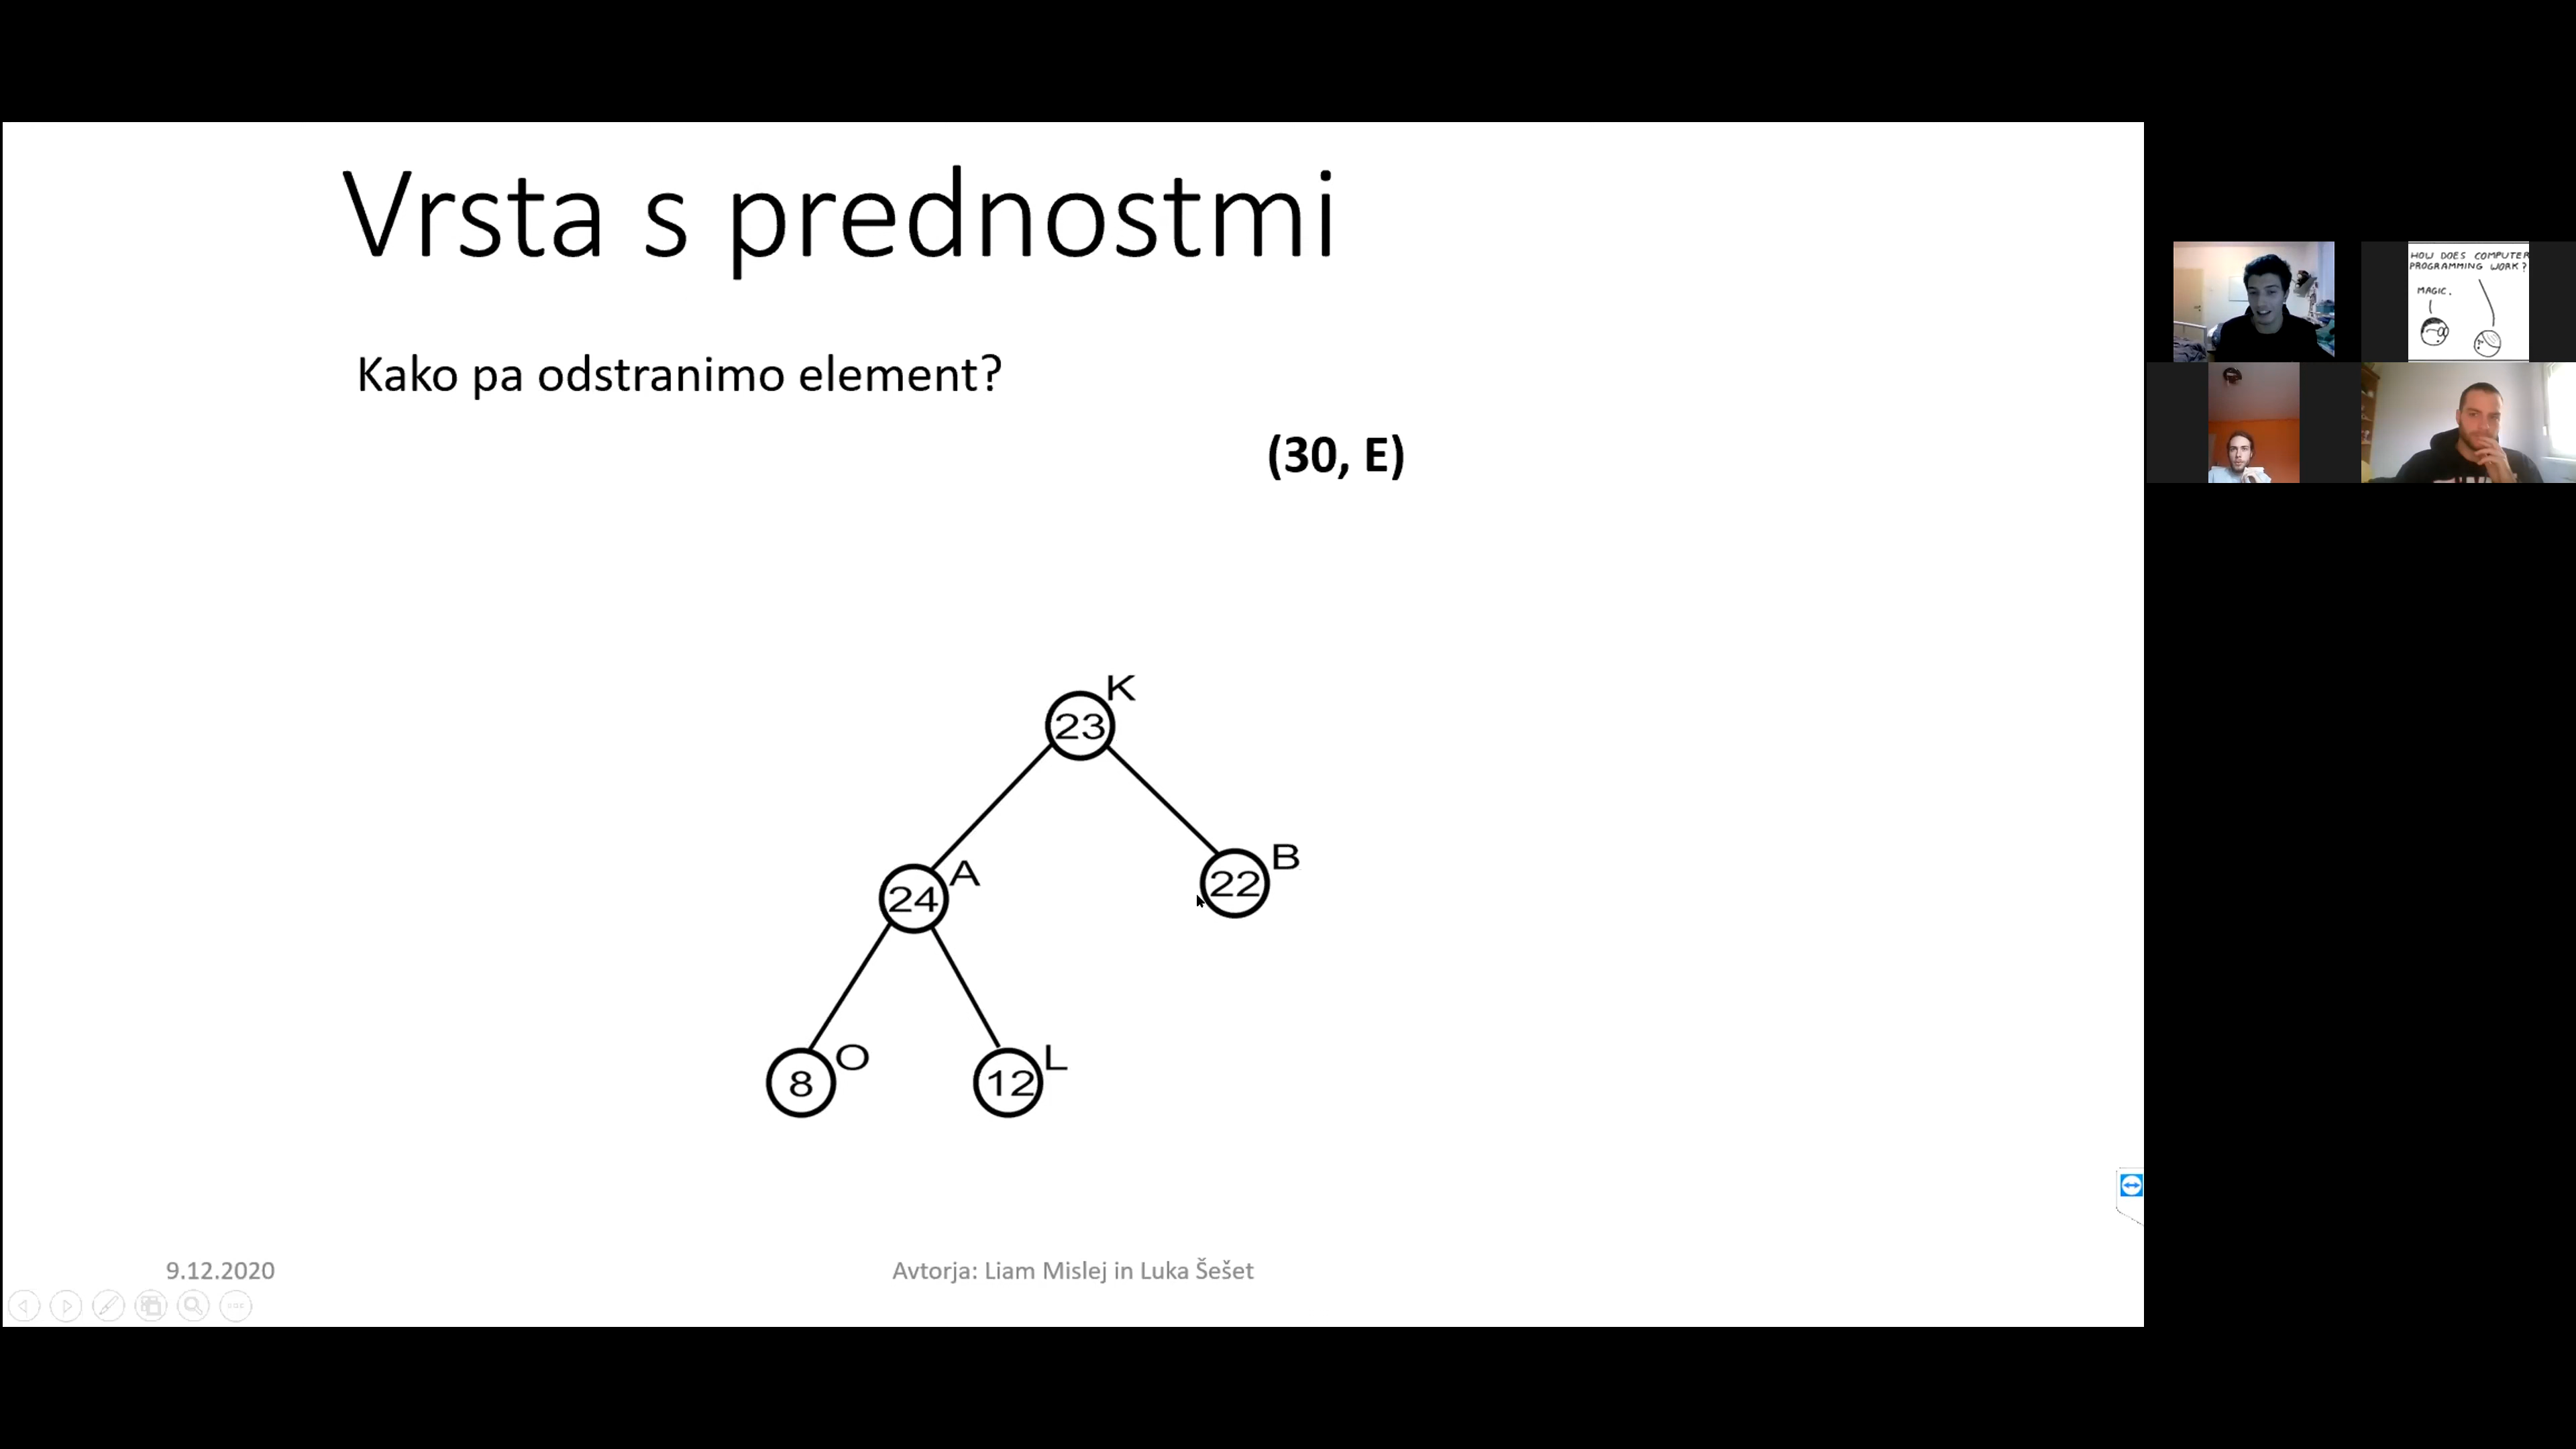 Vrsta s prednostmi
Kako pa odstranimo element?
(30, E)
K
23
A
24
B
22
O
8
L
12
9.12.2020
Avtorja: Liam Mislej in Luka Šešet
HOW DOES COMPUTER
PROGRAMMING WORK?
MAGIC.